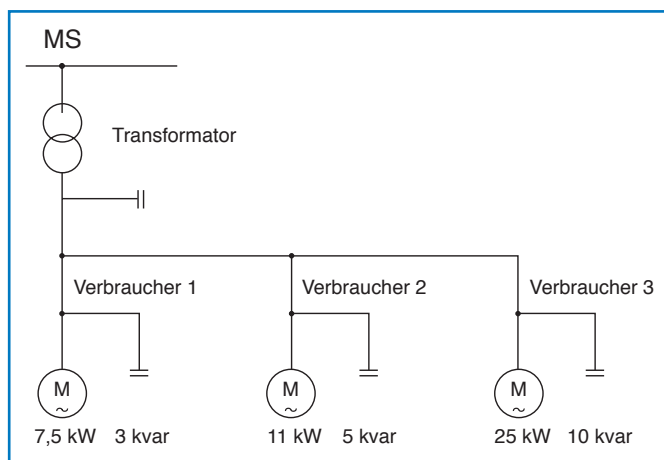 MS
Transformator
Verbraucher 1 Verbraucher 2 Verbraucher 3
M M M
~ ~ ~
7,5 kW 3 kvar 11 kW 5 kvar 25 kW 10 kvar